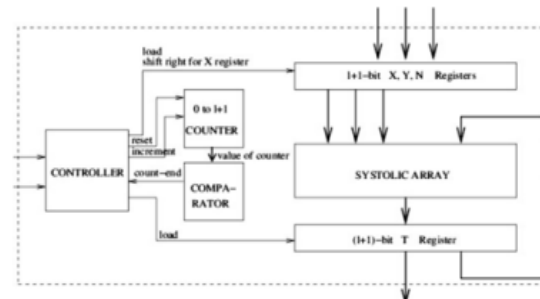 load
shift right for X register
l+1-bit X, Y, N Registers
0 to l+1
COUNTER
reset
increment
value of counter
CONTROLLER
count-end
COMPA-
RATOR
SYSTOLIC ARRAY
load
(l+1)-bit T Register